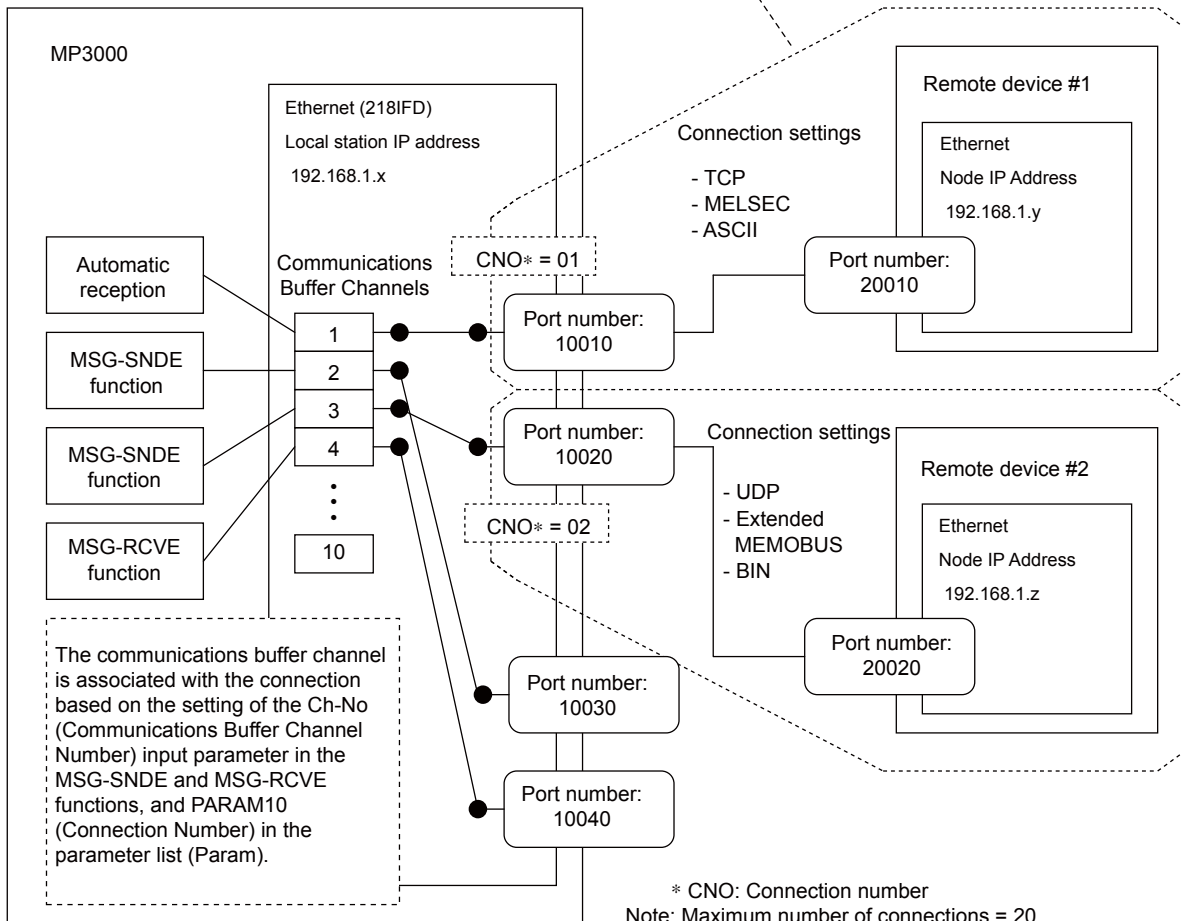 MP3000
Ethernet (218IFD)
Local station IP address
192.168.1.x
Automatic
reception
MSG-SNDE
function
MSG-SNDE
function
MSG-RCVE
function
Communications
Buffer Channels
1
2
3
4
10
CNO* = 01
Port number:
10010
Port number:
10020
CNO* = 02
Port number:
10030
Port number:
10040
The communications buffer channel
is associated with the connection
based on the setting of the Ch-No
(Communications Buffer Channel
Number) input parameter in the
MSG-SNDE and MSG-RCVE
functions, and PARAM10
(Connection Number) in the
parameter list (Param).
Connection settings
- TCP
- MELSEC
- ASCII
Remote device #1
Ethernet
Node IP Address
192.168.1.y
Port number:
20010
Connection settings
- UDP
- Extended
MEMOBUS
- BIN
Remote device #2
Ethernet
Node IP Address
192.168.1.z
Port number:
20020
* CNO: Connection number
Note: Maximum number of connections = 20